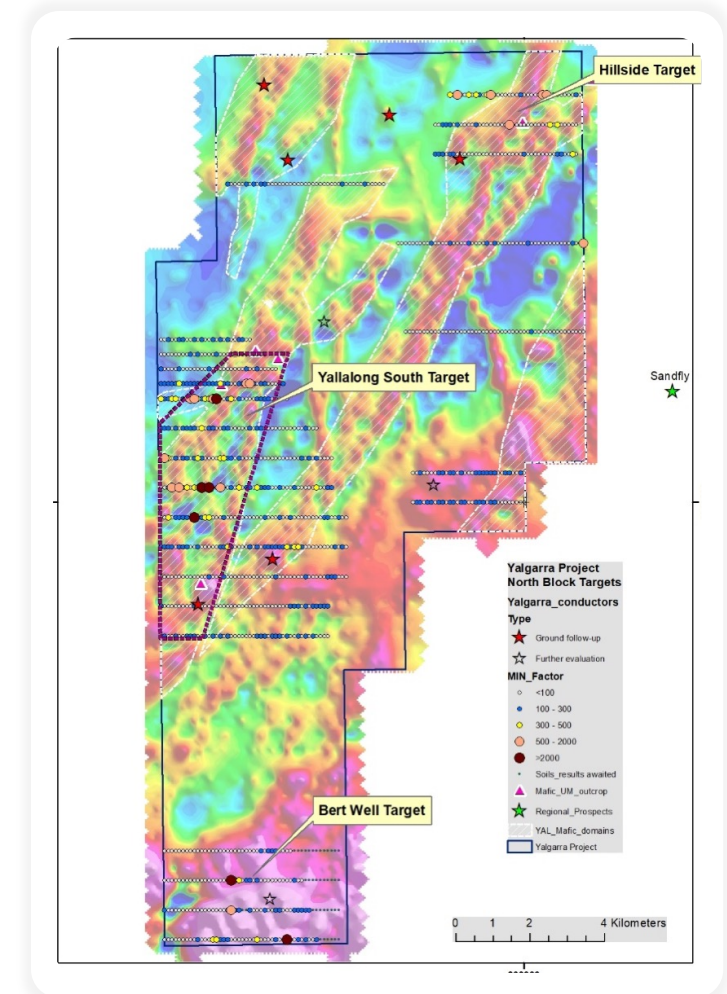 Hillside Target
Sandfly
Yallalong South Target
Yalgarra Project
North Block Targets
Yalgarra_conductors
Type
Ground follow-up
Further evaluation
MIN_Factor
<100
100 - 300
300 - 500
500 - 2000
>2000
Soils_results awaited
Mafic_UM_outcrop
Regional_Prospects
YAL_Mafic_domains
Yalgarra Project
Bert Well Target
0 1 2 4 Kilometers